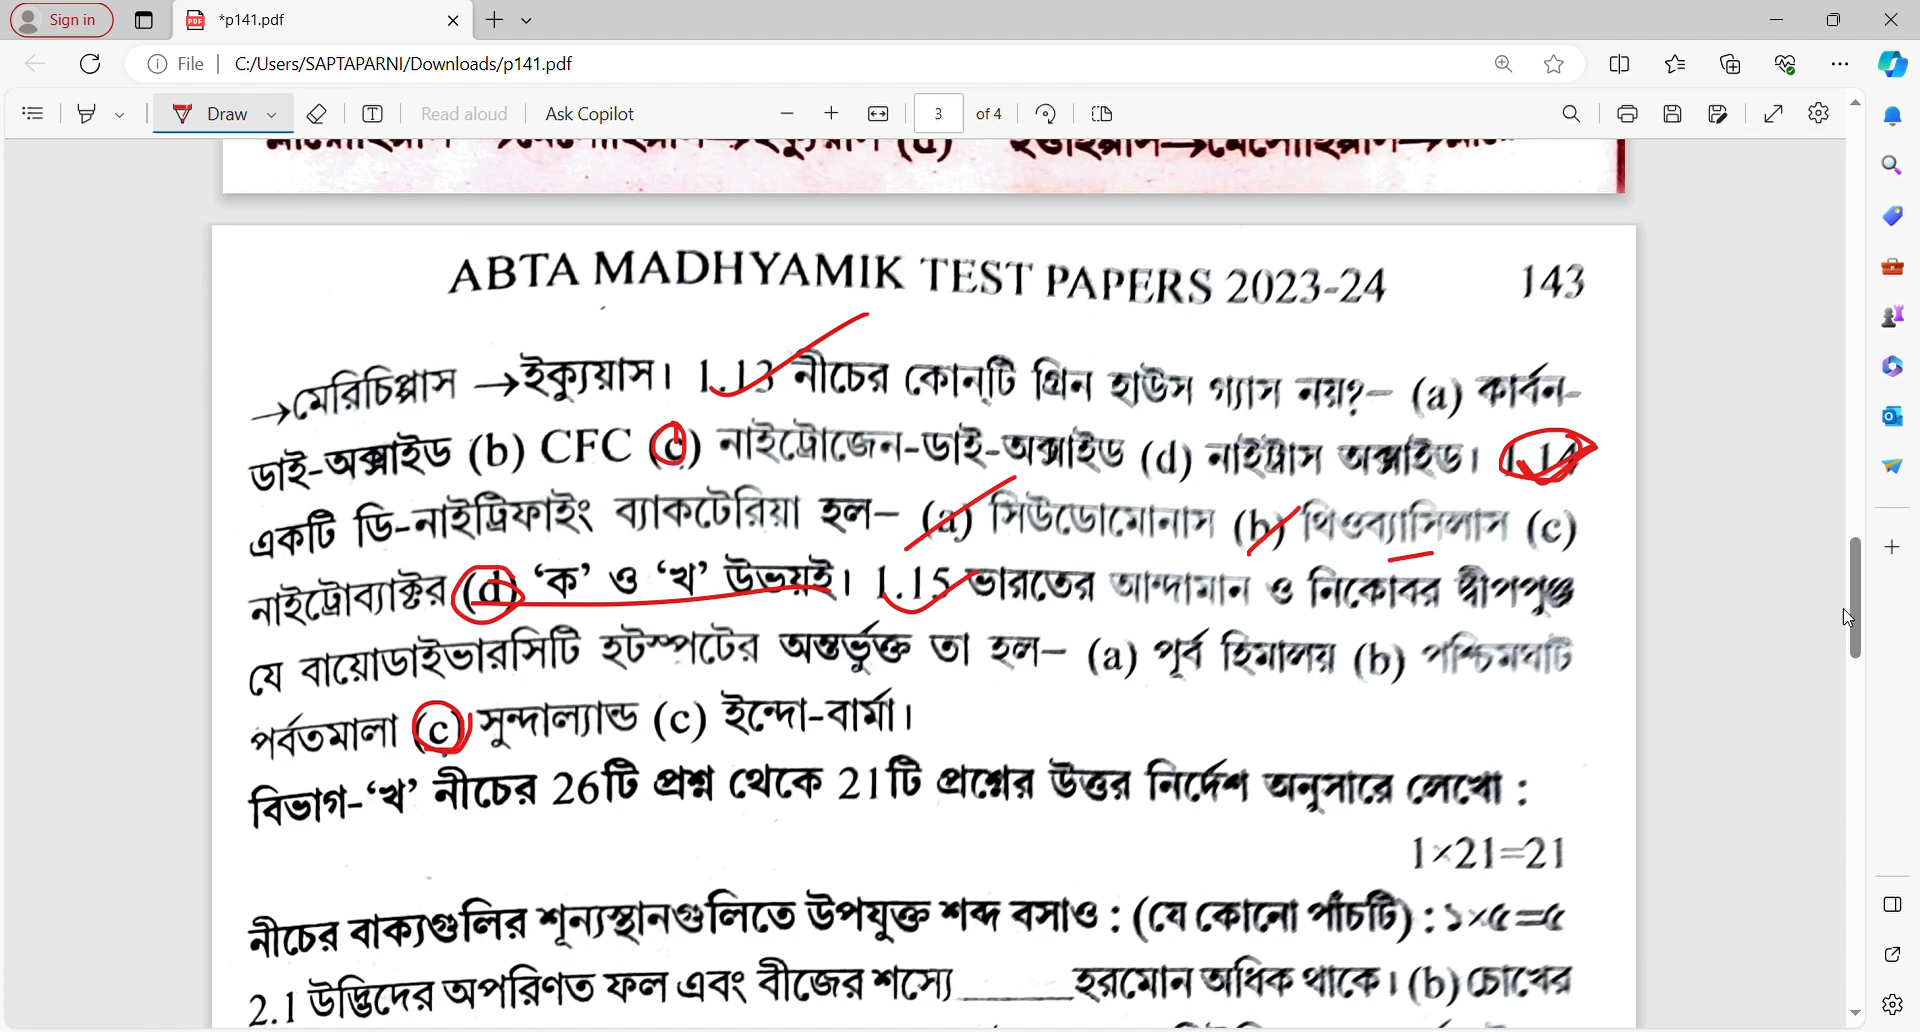 Sign in
*p141.pdf
File
C:/Users/SAPTAPARNI/Downloads/p141.pdf
Draw
Read aloud
Ask Copilot
3
of 4
ABTA MADHYAMIK TEST PAPERS 2023-24 143
→মেরিচিপ্পাস →ইকুয়াস। 1.13 নীচের কোন্‌টি গ্রিন হাউস গ্যাস নয়?− (a) কার্বন-
ডাই-অক্সাইড (b) CFC (c) নাইট্রোজেন-ডাই-অক্সাইড (d) নাইট্রাস অক্সাইড। 1.14
একটি ডি-নাইট্রিফাইং ব্যাকটেরিয়া হল− (a) সিউডোমোনাস (b) থিওব্যাসিলাস (c)
নাইট্রোব্যাক্টর (d) ‘ক’ ও ‘খ’ উভয়ই। 1.15 ভারতের আন্দামান ও নিকোবর দ্বীপপুঞ্জ
যে বায়োডাইভারসিটি হটস্পটের অন্তর্ভুক্ত তা হল− (a) পূর্ব হিমালয় (b) পশ্চিমঘাট
পর্বতমালা (c) সুন্দাল্যান্ড (c) ইন্দো-বার্মা।
বিভাগ-‘খ’ নীচের 26টি প্রশ্ন থেকে 21টি প্রশ্নের উত্তর নির্দেশ অনুসারে লেখো :
1×21=21
নীচের বাক্যগুলির শূন্যস্থানগুলিতে উপযুক্ত শব্দ বসাও : (যে কোনো পাঁচটি) : ১×৫=৫
2.1 উদ্ভিদের অপরিণত ফল এবং বীজের শস্যে ______ হরমোন অধিক থাকে। (b) চোখের